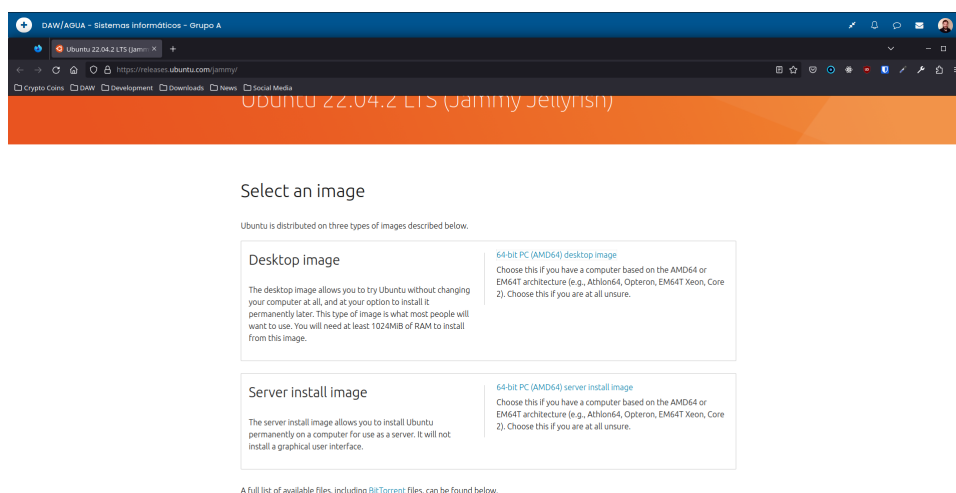 DAW/AGUA - Sistemas informáticos - Grupo A
Ubuntu 22.04.2 LTS (Jamm
https://releases.ubuntu.com/jammy/
Crypto Coins DAW Development Downloads News Social Media
Ubuntu 22.04.2 LTS (Jammy Jellyfish)
Select an image
Ubuntu is distributed on three types of images described below.
Desktop image
The desktop image allows you to try Ubuntu without changing
your computer at all, and at your option to install it
permanently later. This type of image is what most people will
want to use. You will need at least 1024MiB of RAM to install
from this image.
64-bit PC (AMD64) desktop image
Choose this if you have a computer based on the AMD64 or
EM64T architecture (e.g., Athlon64, Opteron, EM64T Xeon, Core
2). Choose this if you are at all unsure.
Server install image
The server install image allows you to install Ubuntu
permanently on a computer for use as a server. It will not
install a graphical user interface.
64-bit PC (AMD64) server install image
Choose this if you have a computer based on the AMD64 or
EM64T architecture (e.g., Athlon64, Opteron, EM64T Xeon, Core
2). Choose this if you are at all unsure.
A full list of available files, including BitTorrent files, can be found below.